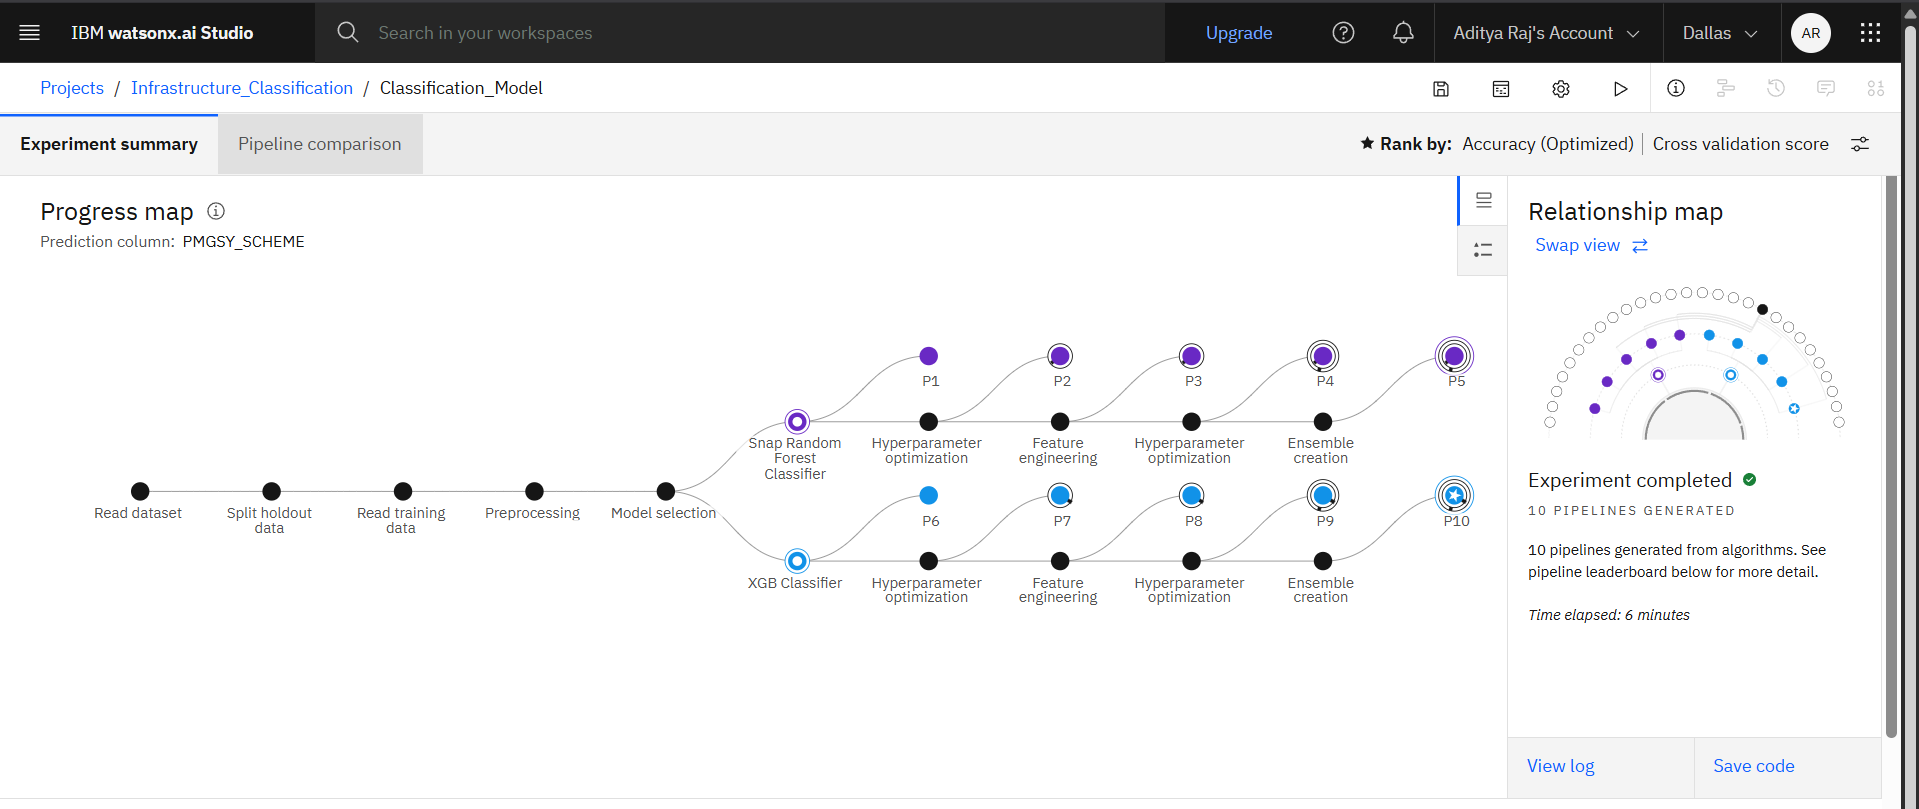 IBM watsonx.ai Studio
Search in your workspaces
Upgrade
Aditya Raj's Account
Dallas
AR
Projects / Infrastructure_Classification / Classification_Model
Experiment summary
Pipeline comparison
Rank by: Accuracy (Optimized) | Cross validation score
Progress map
Prediction column: PMGSY_SCHEME
P1
P2
P3
P4
P5
Snap Random
Forest
Classifier
Hyperparameter
optimization
Feature
engineering
Hyperparameter
optimization
Ensemble
creation
Read dataset
Split holdout
data
Read training
data
Preprocessing
Model selection
P6
P7
P8
P9
P10
XGB Classifier
Hyperparameter
optimization
Feature
engineering
Hyperparameter
optimization
Ensemble
creation
Relationship map
Swap view
Experiment completed
10 PIPELINES GENERATED
10 pipelines generated from algorithms. See
pipeline leaderboard below for more detail.
Time elapsed: 6 minutes
View log
Save code